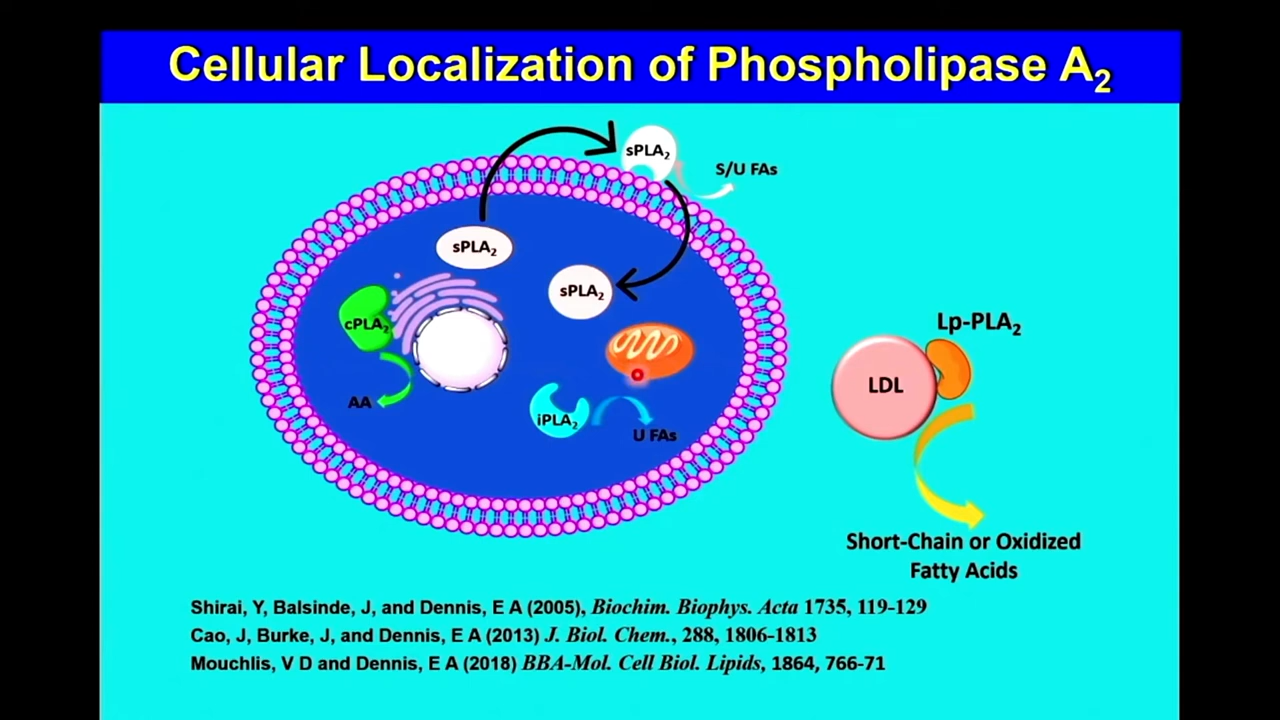 Cellular Localization of Phospholipase A₂
sPLA₂
S/U FAs
sPLA₂
sPLA₂
cPLA₂
AA
iPLA₂
U FAs
Lp-PLA₂
LDL
Short-Chain or Oxidized
Fatty Acids
Shirai, Y, Balsinde, J, and Dennis, E A (2005), Biochim. Biophys. Acta 1735, 119-129
Cao, J, Burke, J, and Dennis, E A (2013) J. Biol. Chem., 288, 1806-1813
Mouchlis, V D and Dennis, E A (2018) BBA-Mol. Cell Biol. Lipids, 1864, 766-71